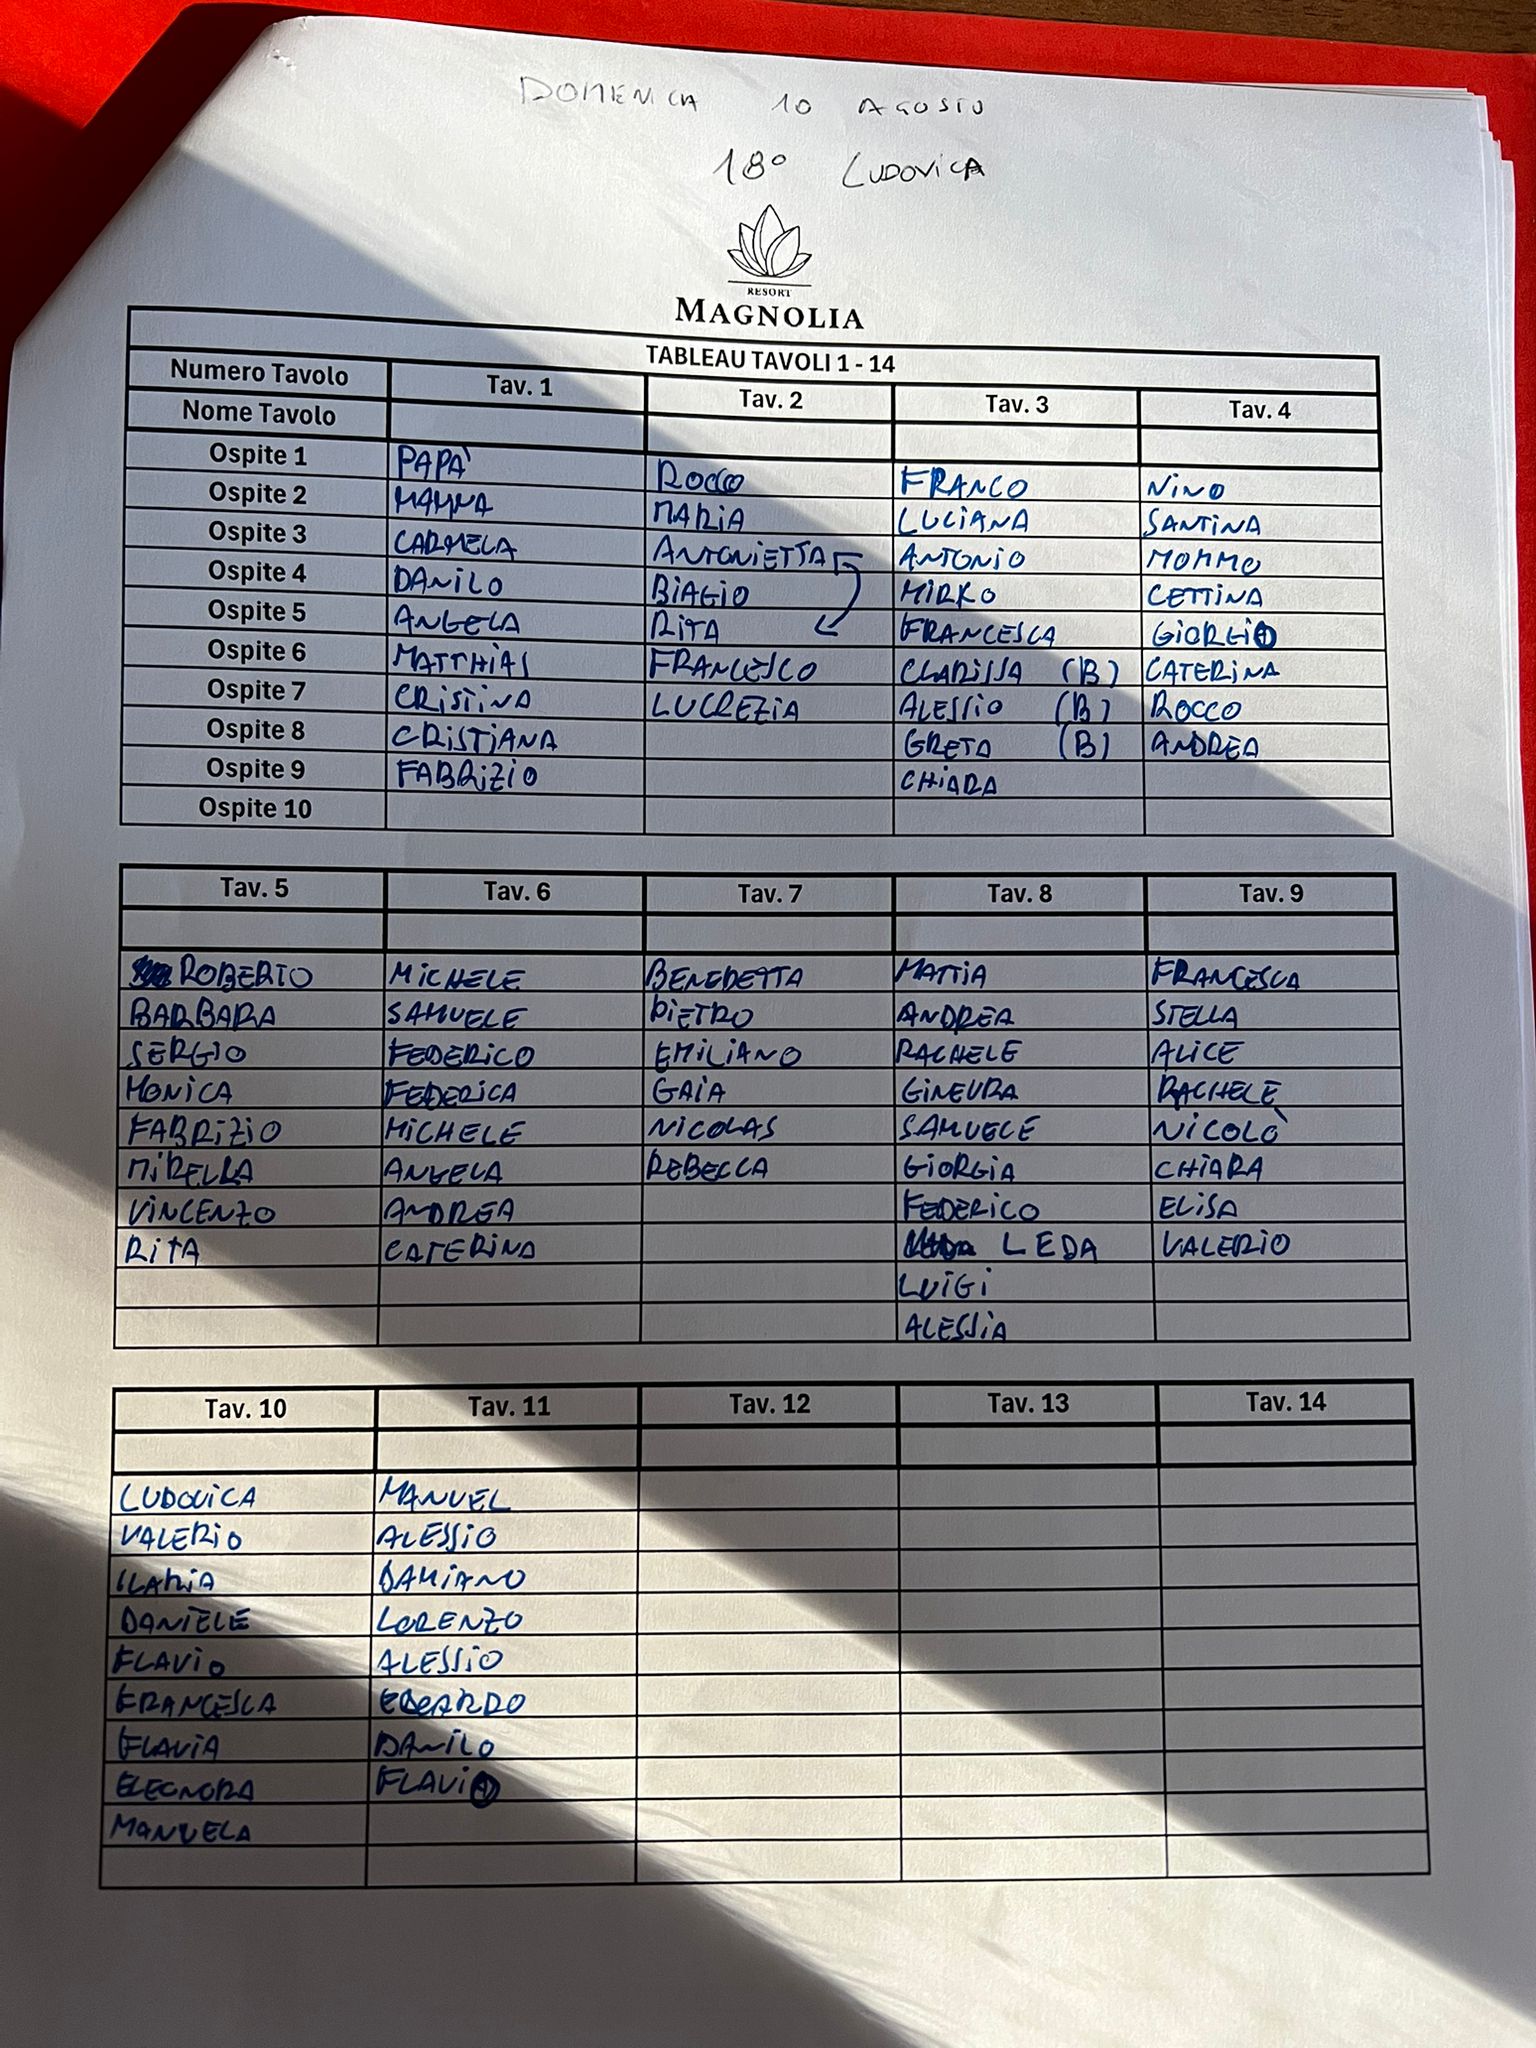 DOMENICA 10 AGOSTO
18° LUDOVICA
RESORT
MAGNOLIA
TABLEAU TAVOLI 1 - 14
Numero Tavolo Tav. 1 Tav. 2 Tav. 3 Tav. 4
Nome Tavolo
Ospite 1 PAPÀ ROCCO FRANCO NINO
Ospite 2 MAMMA MARIA LUCIANA SANTINA
Ospite 3 CARMELA ANTONIETTA ANTONIO MOMMO
Ospite 4 DANILO BIAGIO MIRKO CETTINA
Ospite 5 ANGELA RITA FRANCESCA GIORGIO
Ospite 6 MATTHIAS FRANCESCO CLARISSA (B) CATERINA
Ospite 7 CRISTINA LUCREZIA ALESSIO (B) ROCCO
Ospite 8 CRISTIANA GRETA (B) ANDREA
Ospite 9 FABRIZIO CHIARA
Ospite 10
Tav. 5 Tav. 6 Tav. 7 Tav. 8 Tav. 9
ROBERTO MICHELE BENEDETTA MATTIA FRANCESCA
BARBARA SAMUELE PIETRO ANDREA STELLA
SERGIO FEDERICO EMILIANO RACHELE ALICE
MONICA FEDERICA GAIA GINEVRA RACHELE
FABRIZIO MICHELE NICOLAS SAMUELE NICOLÒ
MIRELLA ANGELA REBECCA GIORGIA CHIARA
VINCENZO ANDREA FEDERICO ELISA
RITA CATERINA LEDA VALERIO
LUIGI
ALESSIA
Tav. 10 Tav. 11 Tav. 12 Tav. 13 Tav. 14
LUDOVICA MANUEL
VALERIO ALESSIO
ILARIA DAMIANO
DANIELE LORENZO
FLAVIO ALESSIO
FRANCESCA EDOARDO
FLAVIA DANILO
ELEONORA FLAVIO
MANUELA